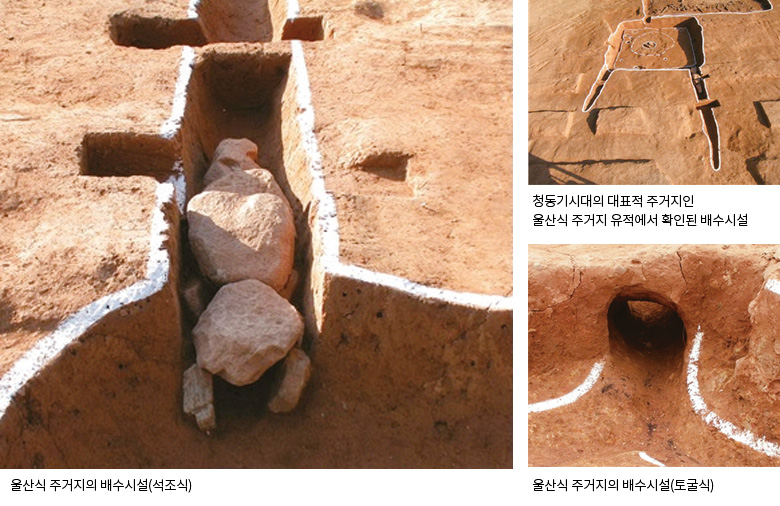 청동기시대의 대표적 주거지인
울산식 주거지 유적에서 확인된 배수시설
울산식 주거지의 배수시설(석조식)
울산식 주거지의 배수시설(토굴식)